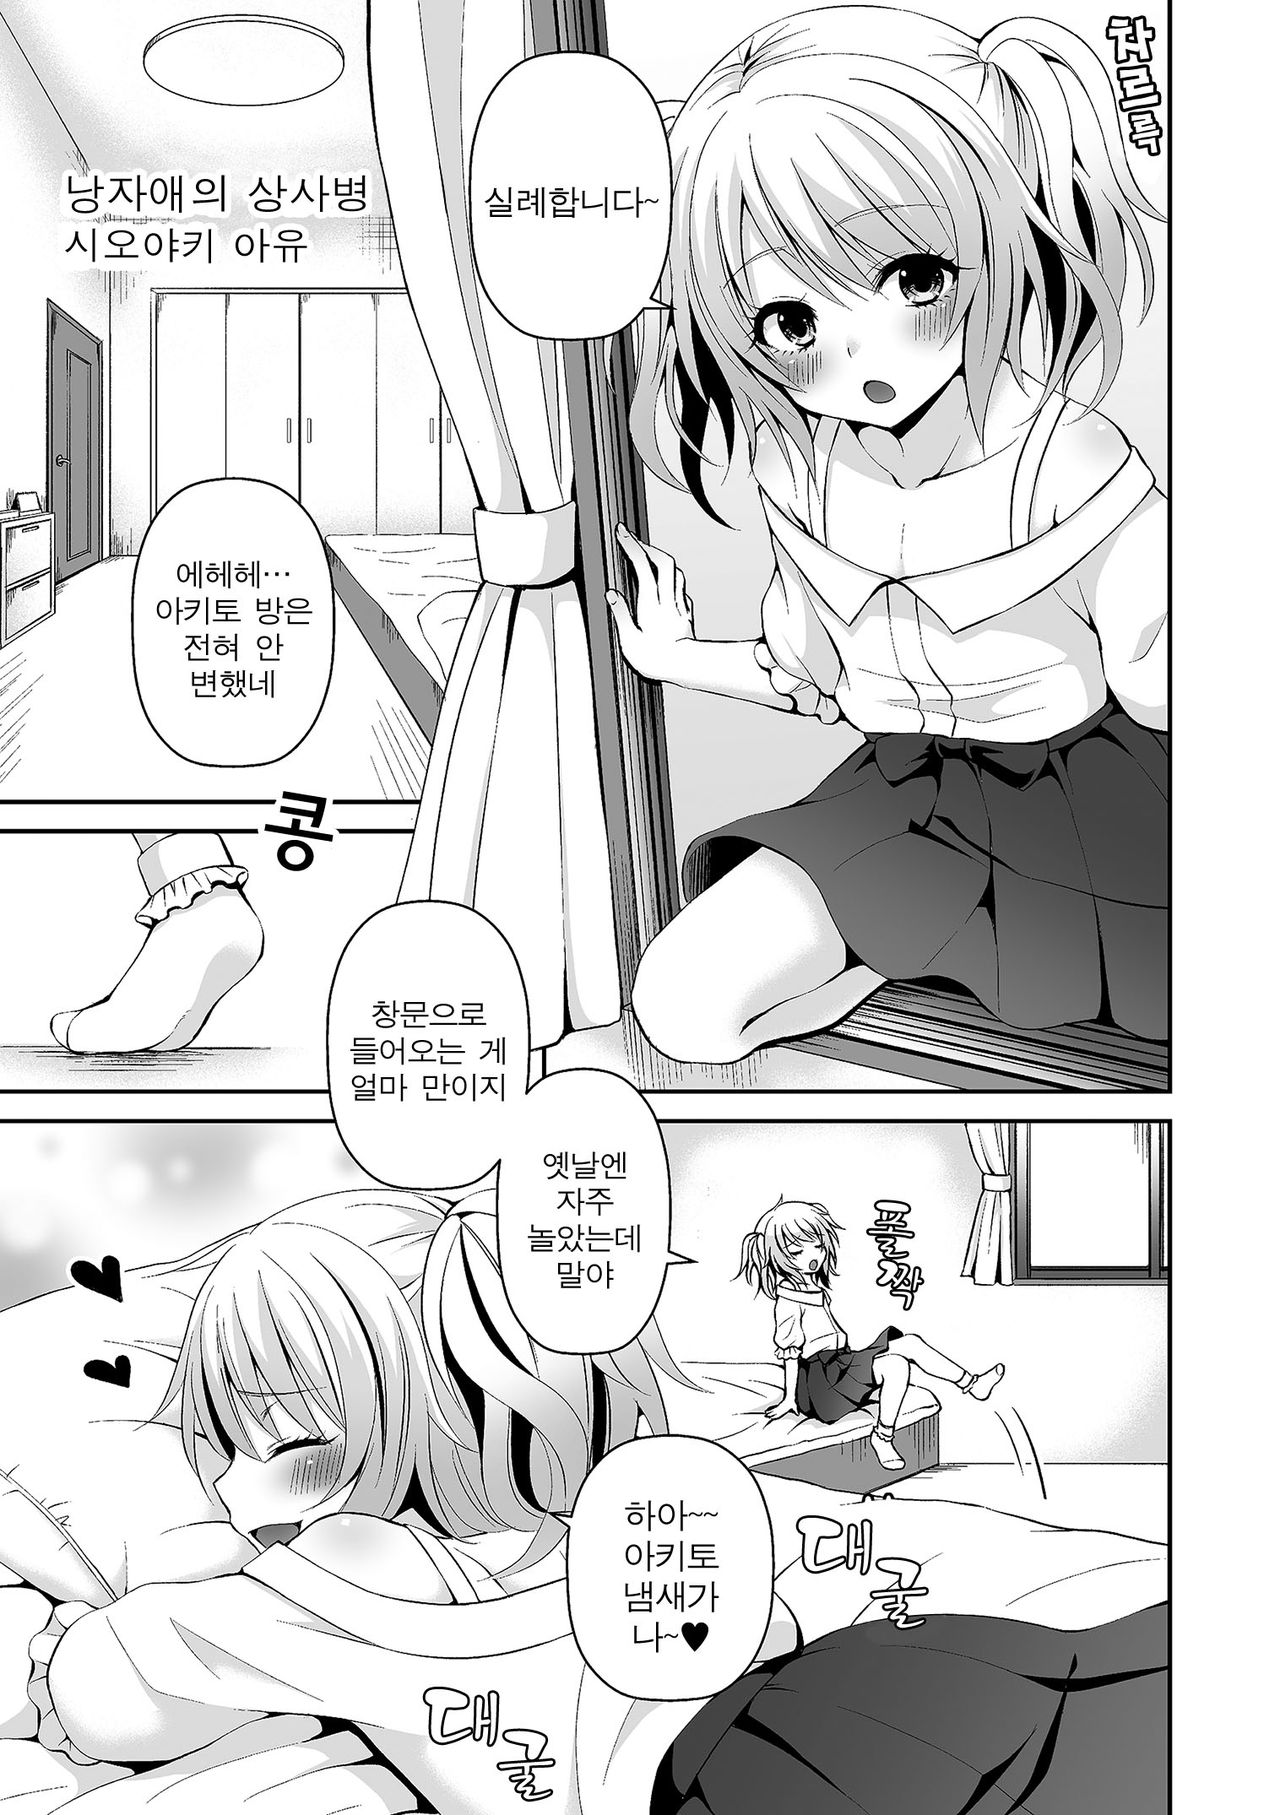 차르륵
실례합니다~
낭자애의 상사병
시오야키 아유
에헤헤…
아키토 방은
전혀 안
변했네
콩
창문으로
들어오는 게
얼마 만이지
옛날엔
자주
놀았는데
말야
폴짝
하아~~
아키토
냄새가
나~♥
대굴
대굴